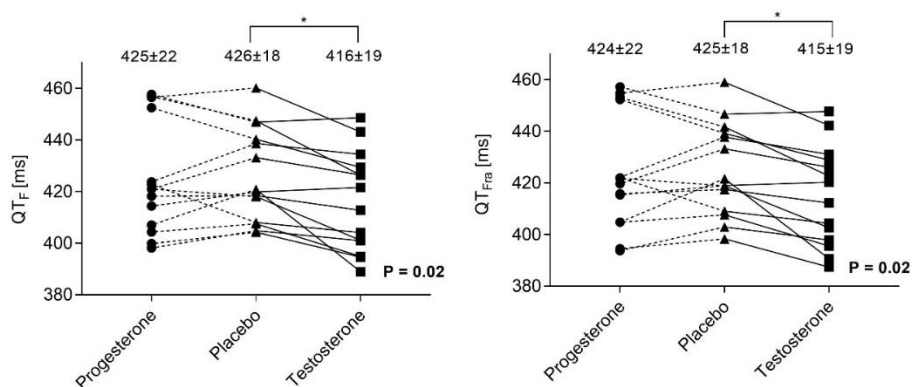 *
425±22 426±18 416±19
460
440
420
400
380
QT_F [ms]
P = 0.02
Progesterone
Placebo
Testosterone
*
424±22 425±18 415±19
460
440
420
400
380
QT_Fra [ms]
P = 0.02
Progesterone
Placebo
Testosterone